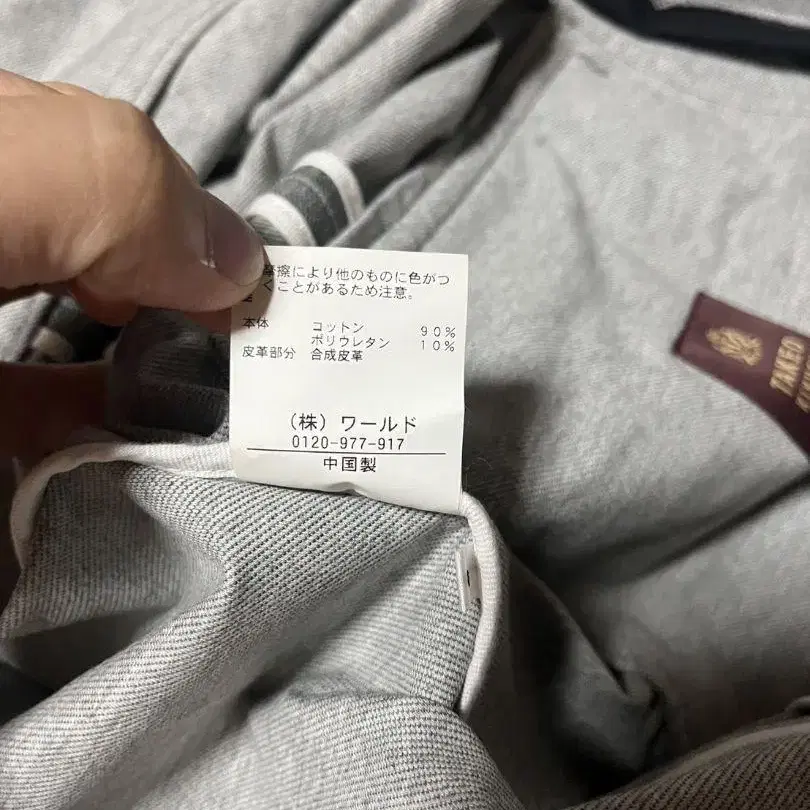 摩擦により他のものに色がつ
くことがあるため注意。
本体 コットン 90%
ポリウレタン 10%
皮革部分 合成皮革
(株) ワールド
0120-977-917
中国製